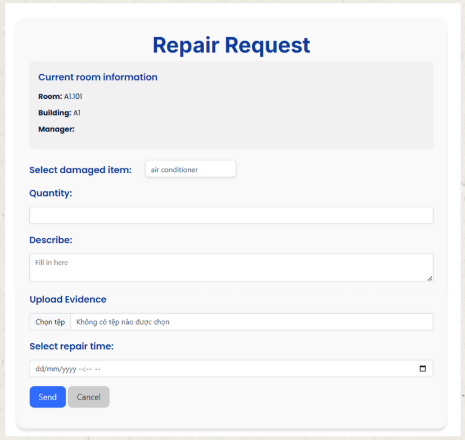 Repair Request
Current room information
Room: A1.101
Building: A1
Manager:
Select damaged item: air conditioner
Quantity:
Describe:
Fill in here
Upload Evidence
Chọn tệp Không có tệp nào được chọn
Select repair time:
dd/mm/yyyy --:-- --
Send Cancel